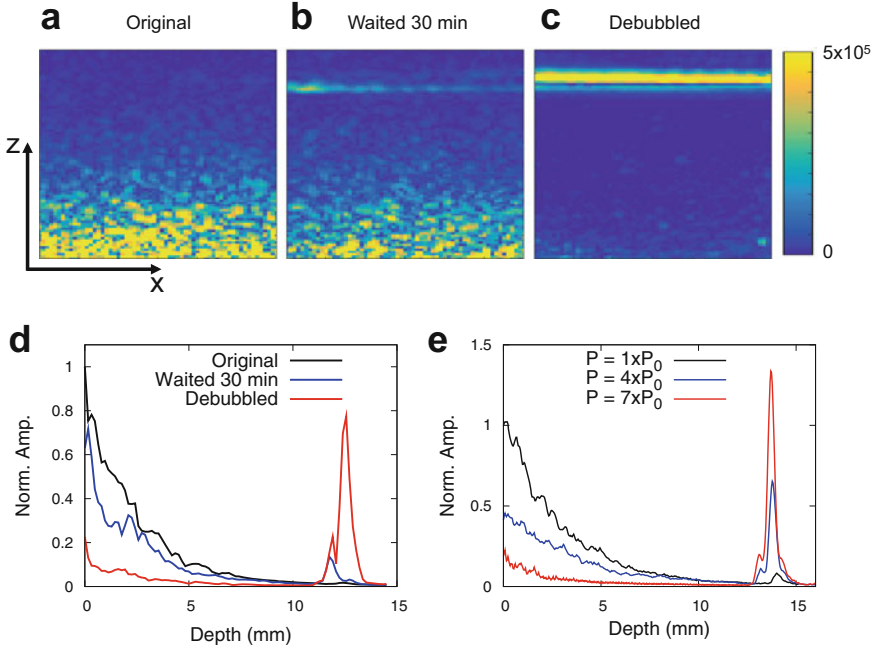 a Original
b Waited 30 min
c Debubbled
5x10⁵
0
z
x
d
Original
Waited 30 min
Debubbled
Norm. Amp.
1
0.8
0.6
0.4
0.2
0
0 5 10 15
Depth (mm)
e
P = 1xP₀
P = 4xP₀
P = 7xP₀
Norm. Amp.
1.5
1
0.5
0
0 5 10 15
Depth (mm)